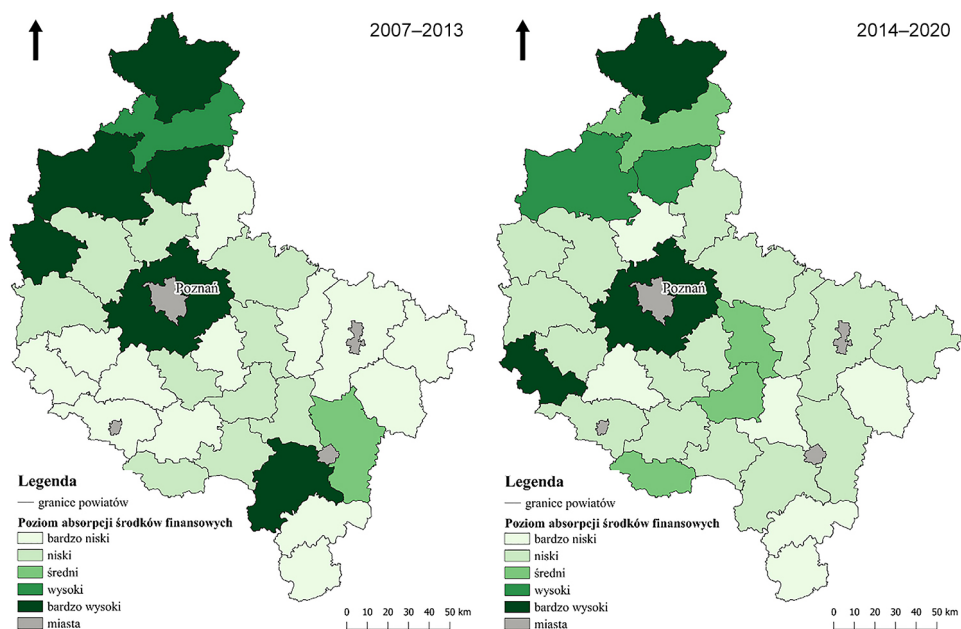 2007–2013
Poznań
Legenda
granice powiatów
Poziom absorpcji środków finansowych
bardzo niski
niski
średni
wysoki
bardzo wysoki
miasta
0 10 20 30 40 50 km
2014–2020
Poznań
Legenda
granice powiatów
Poziom absorpcji środków finansowych
bardzo niski
niski
średni
wysoki
bardzo wysoki
miasta
0 10 20 30 40 50 km